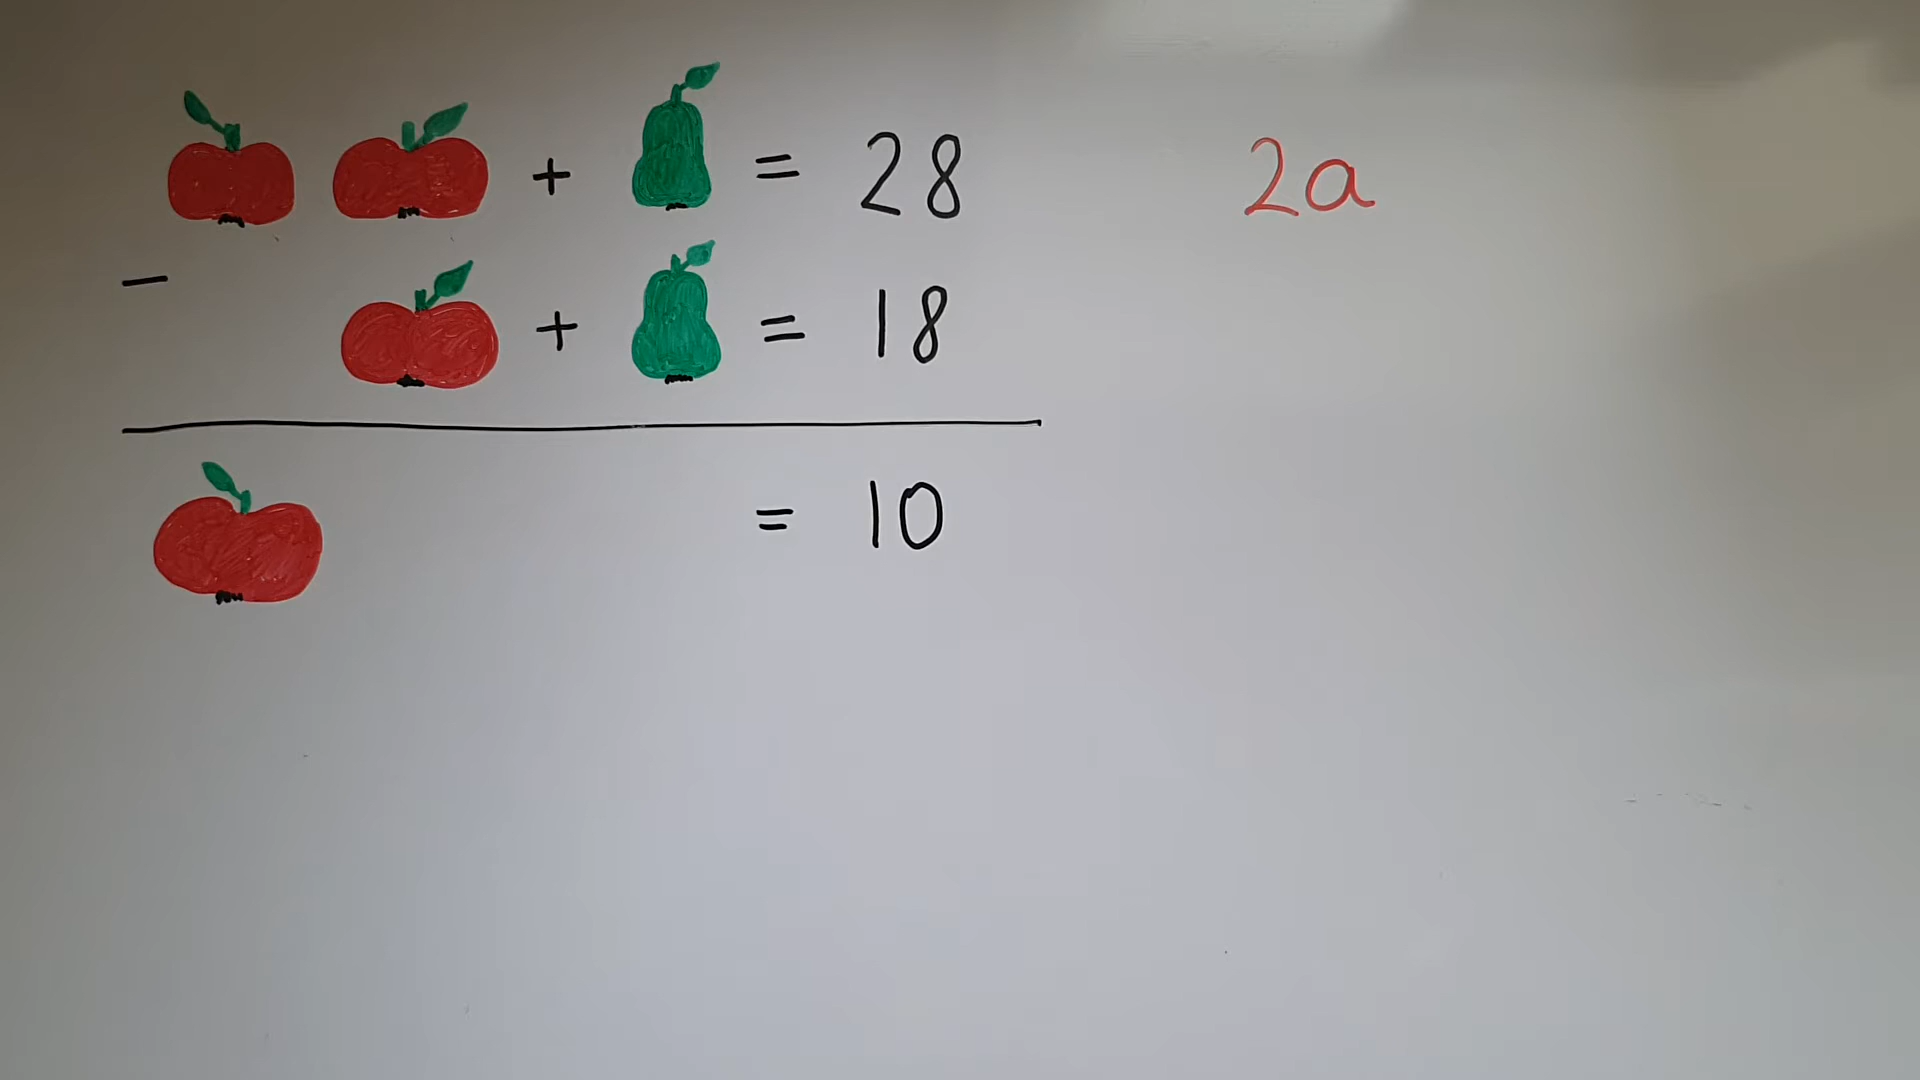 + = 28 2a
- + = 18
= 10